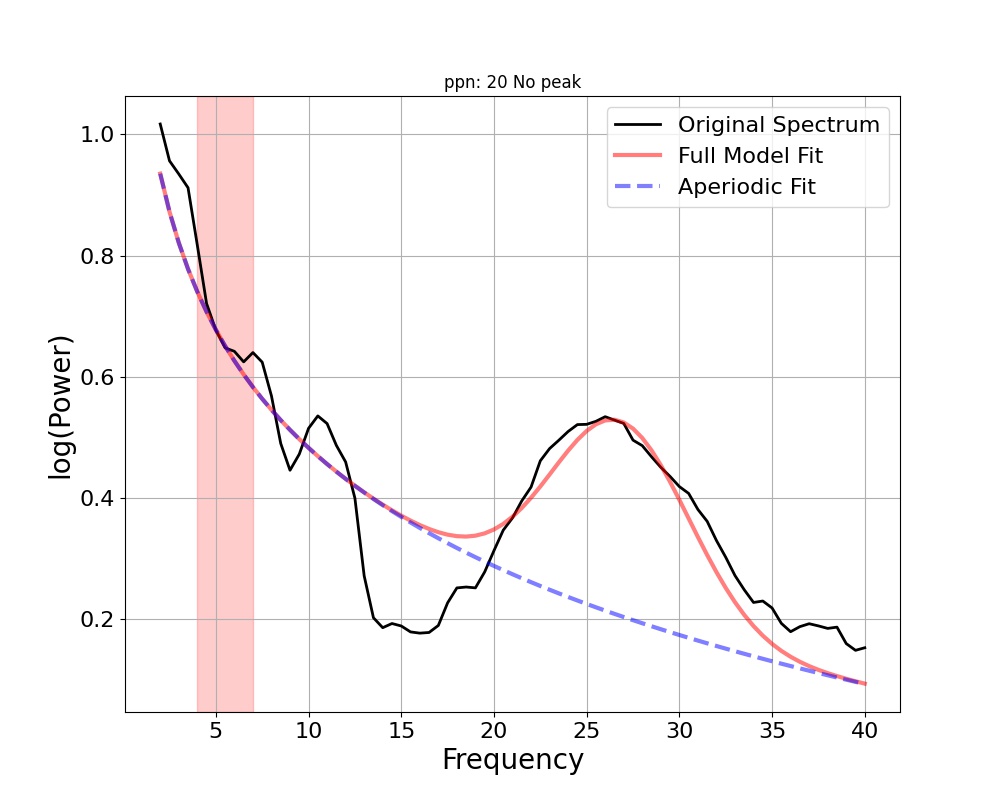 ppn: 20 No peak
Original Spectrum
Full Model Fit
Aperiodic Fit
log(Power)
1.0
0.8
0.6
0.4
0.2
5 10 15 20 25 30 35 40
Frequency